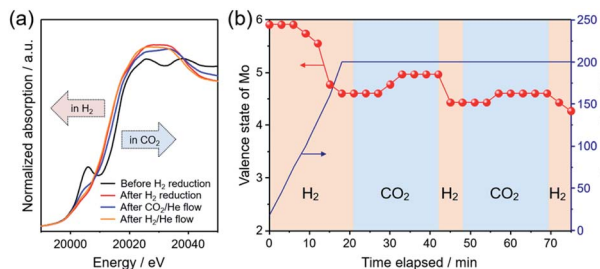 (a)
Normalized absorption / a.u.
in H2
in CO2
Before H2 reduction
After H2 reduction
After CO2/He flow
After H2/He flow
20000 20020 20040
Energy / eV
(b)
Valence state of Mo
6
5
4
3
2
250
200
150
100
50
0
H2 CO2 H2 CO2 H2
0 10 20 30 40 50 60 70
Time elapsed / min